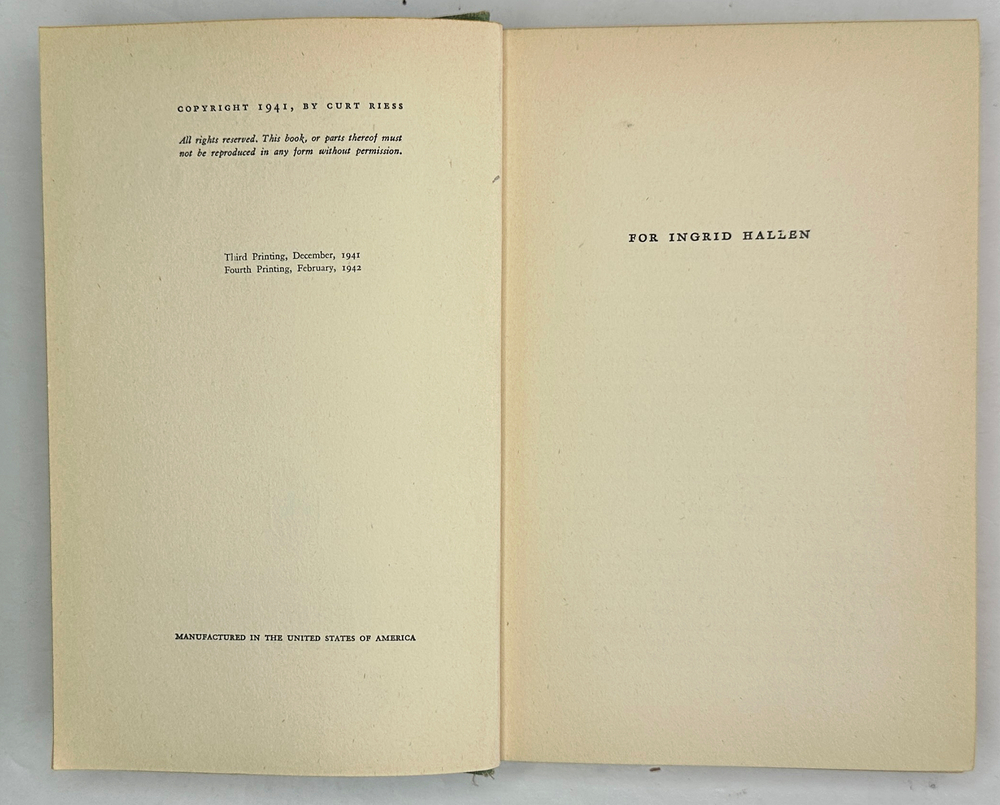 COPYRIGHT 1941, BY CURT RIESS
All rights reserved. This book, or parts thereof must
not be reproduced in any form without permission.
Third Printing, December, 1941
Fourth Printing, February, 1942
MANUFACTURED IN THE UNITED STATES OF AMERICA
FOR INGRID HALLEN